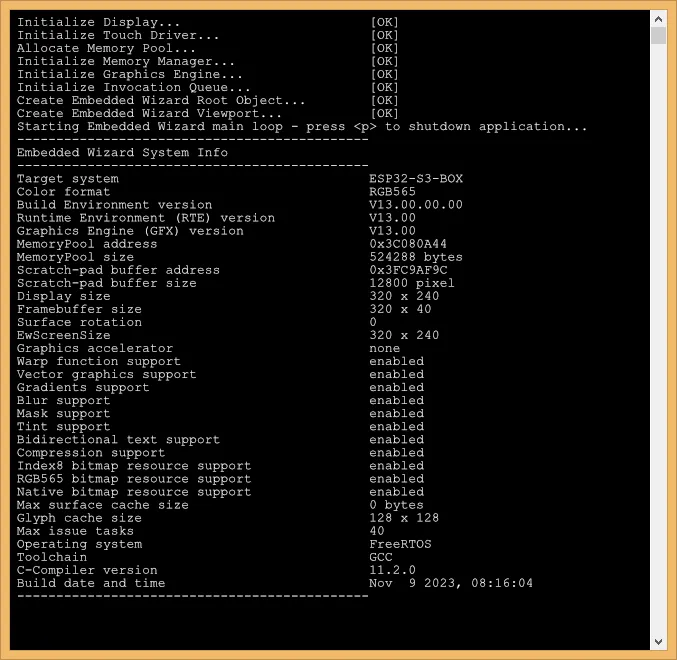 Initialize Display...                        [OK]
Initialize Touch Driver...                   [OK]
Allocate Memory Pool...                      [OK]
Initialize Memory Manager...                 [OK]
Initialize Graphics Engine...                [OK]
Initialize Invocation Queue...               [OK]
Create Embedded Wizard Root Object...        [OK]
Create Embedded Wizard Viewport...           [OK]
Starting Embedded Wizard main loop - press <p> to shutdown application...
---------------------------------------------
Embedded Wizard System Info
---------------------------------------------
Target system                                ESP32-S3-BOX
Color format                                 RGB565
Build Environment version                    V13.00.00.00
Runtime Environment (RTE) version            V13.00
Graphics Engine (GFX) version                V13.00
MemoryPool address                           0x3C080A44
MemoryPool size                              524288 bytes
Scratch-pad buffer address                   0x3FC9AF9C
Scratch-pad buffer size                      12800 pixel
Display size                                 320 x 240
Framebuffer size                             320 x 40
Surface rotation                             0
EwScreenSize                                 320 x 240
Graphics accelerator                         none
Warp function support                        enabled
Vector graphics support                      enabled
Gradients support                            enabled
Blur support                                 enabled
Mask support                                 enabled
Tint support                                 enabled
Bidirectional text support                   enabled
Compression support                          enabled
Index8 bitmap resource support               enabled
RGB565 bitmap resource support               enabled
Native bitmap resource support               enabled
Max surface cache size                       0 bytes
Glyph cache size                             128 x 128
Max issue tasks                              40
Operating system                             FreeRTOS
Toolchain                                    GCC
C-Compiler version                           11.2.0
Build date and time                          Nov  9 2023, 08:16:04
---------------------------------------------